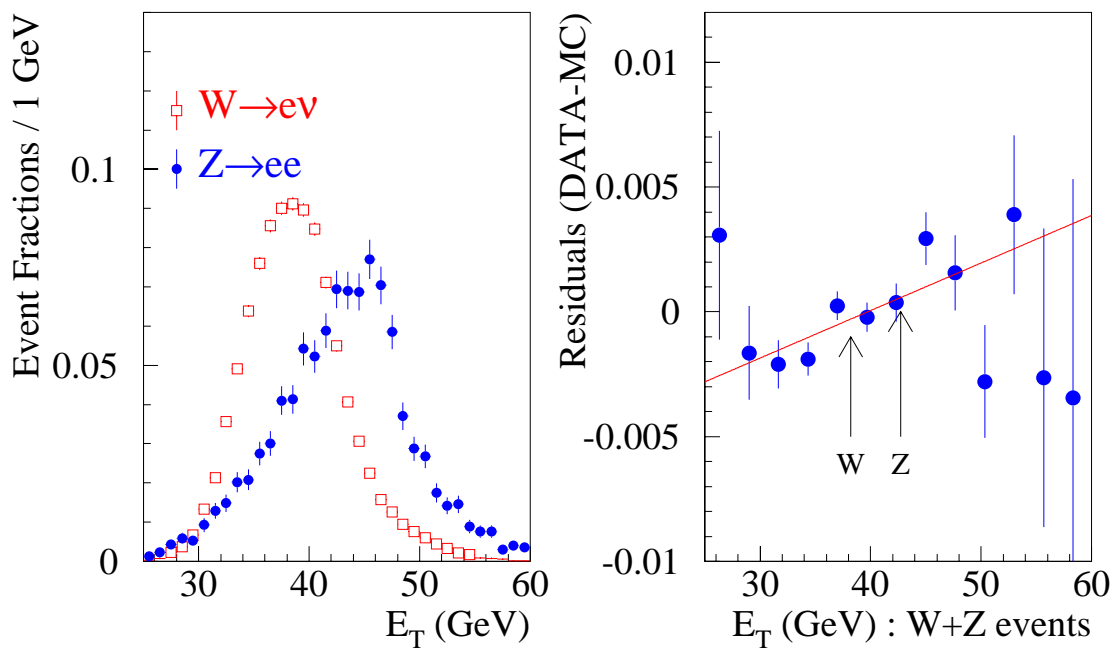 Event Fractions / 1 GeV
0.1
0.05
0
W→eν
Z→ee
30 40 50 60
E_T (GeV)
Residuals (DATA-MC)
0.01
0.005
0
-0.005
-0.01
W
Z
30 40 50 60
E_T (GeV) : W+Z events